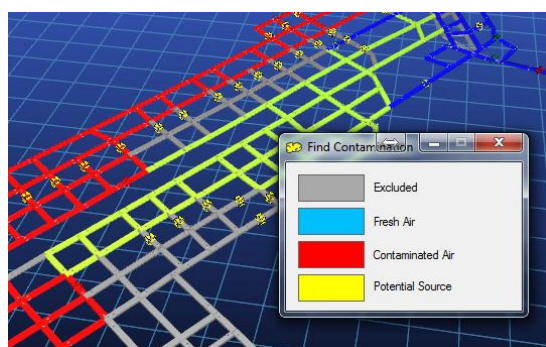 Find Contamination
Excluded
Fresh Air
Contaminated Air
Potential Source